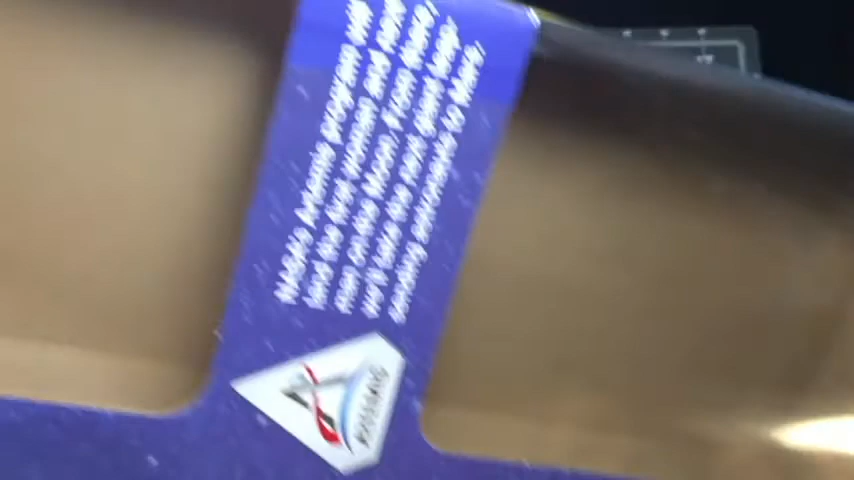 NASA's Artemis program will
land the first woman and next
man on the Moon. From there,
we'll take the next giant leap,
sending astronauts to Mars.
ARTEMIS